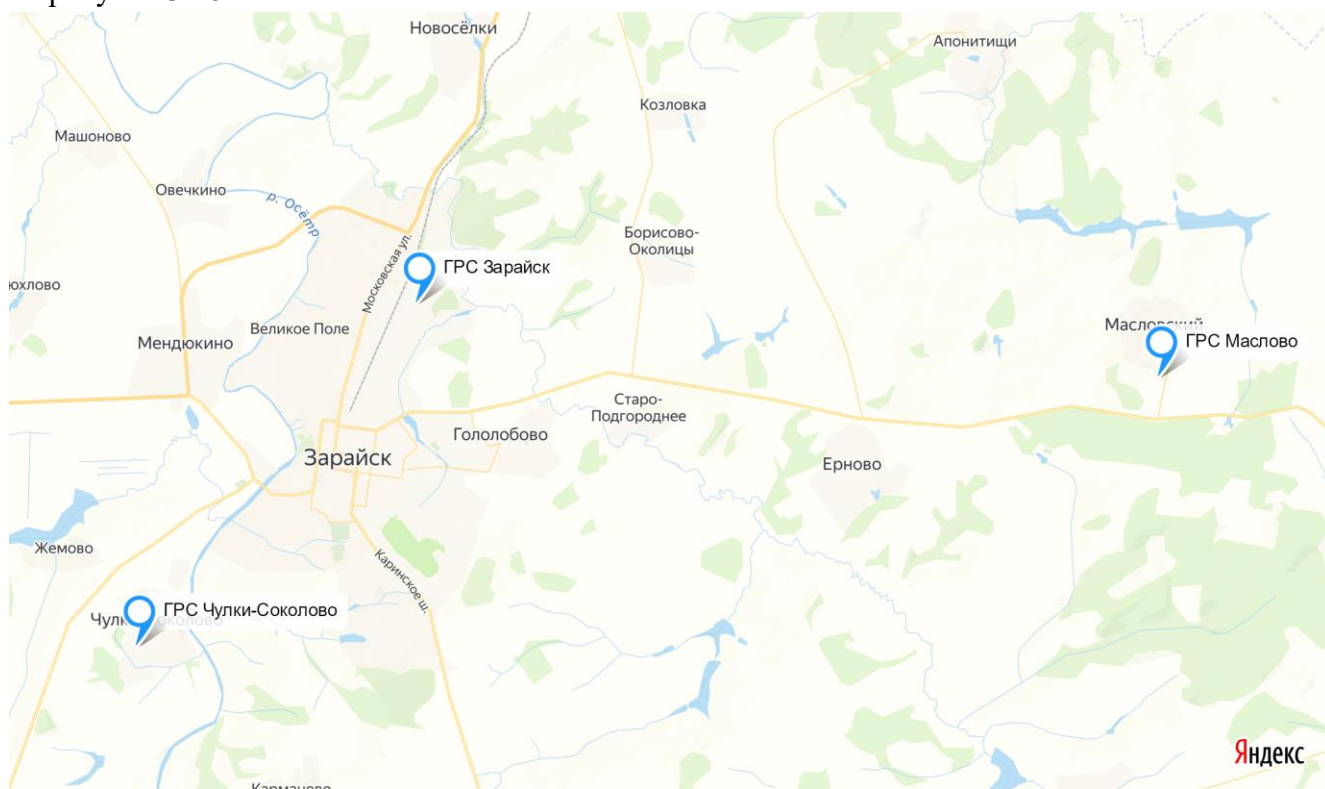 Новосёлки
Апонитищи
Козловка
Машоново
Овечкино
р. Осётр
Борисово-
Околицы
Московская ул.
ГРС Зарайск
юхлово
Великое Поле
Мендюкино
Масловский
ГРС Маслово
Старо-
Подгороднее
Гололобово
Зарайск
Ерново
Жемово
Каринское ш.
ГРС Чулки-Соколово
Яндекс